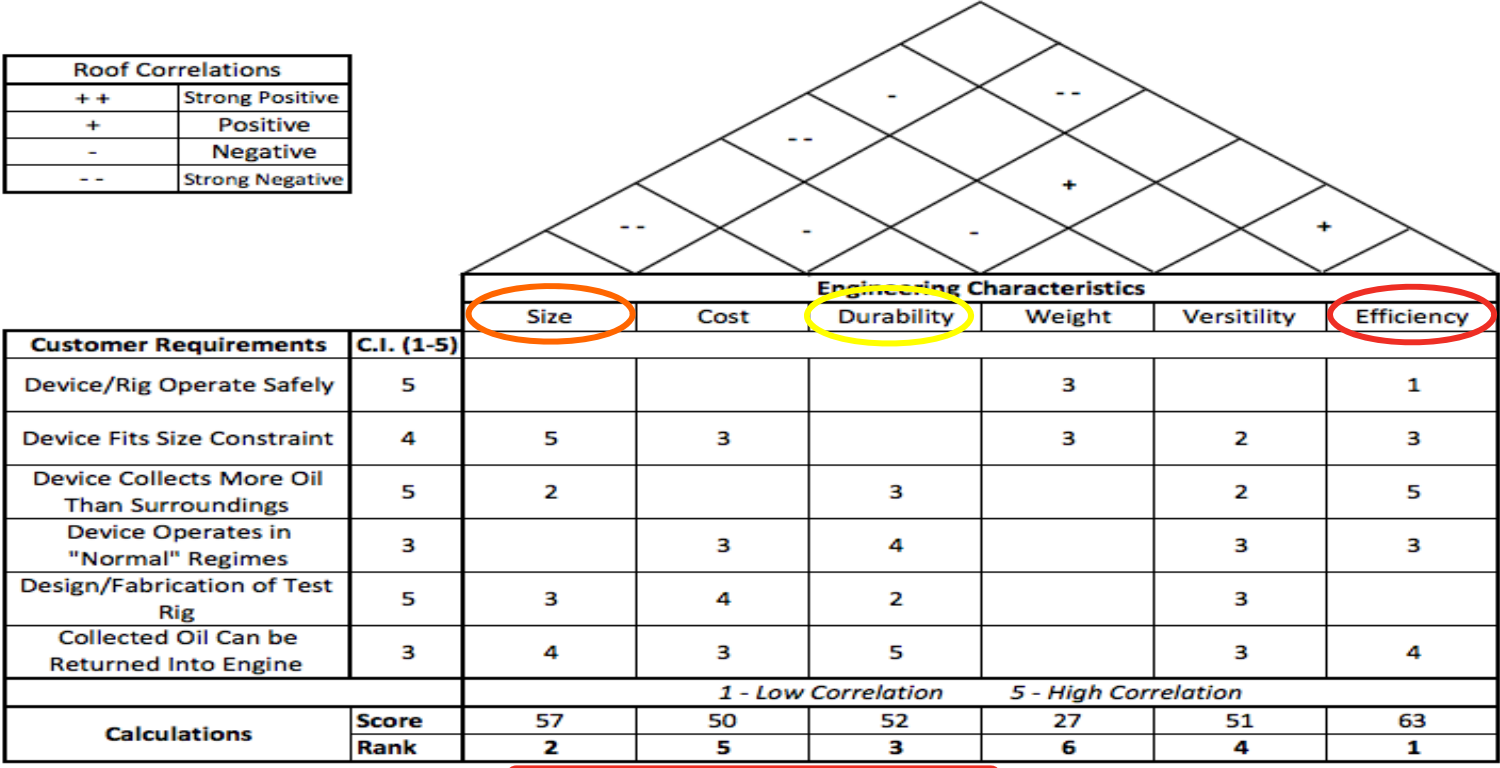 Roof Correlations
+ + Strong Positive
+ Positive
- Negative
- - Strong Negative
- - -
- -
+
- - - - +
Engineering Characteristics
Size Cost Durability Weight Versitility Efficiency
Customer Requirements C.I. (1-5)
Device/Rig Operate Safely 5 3 1
Device Fits Size Constraint 4 5 3 3 2 3
Device Collects More Oil
Than Surroundings 5 2 3 2 5
Device Operates in
"Normal" Regimes 3 3 4 3 3
Design/Fabrication of Test
Rig 5 3 4 2 3
Collected Oil Can be
Returned Into Engine 3 4 3 5 3 4
1 - Low Correlation 5 - High Correlation
Calculations
Score 57 50 52 27 51 63
Rank 2 5 3 6 4 1